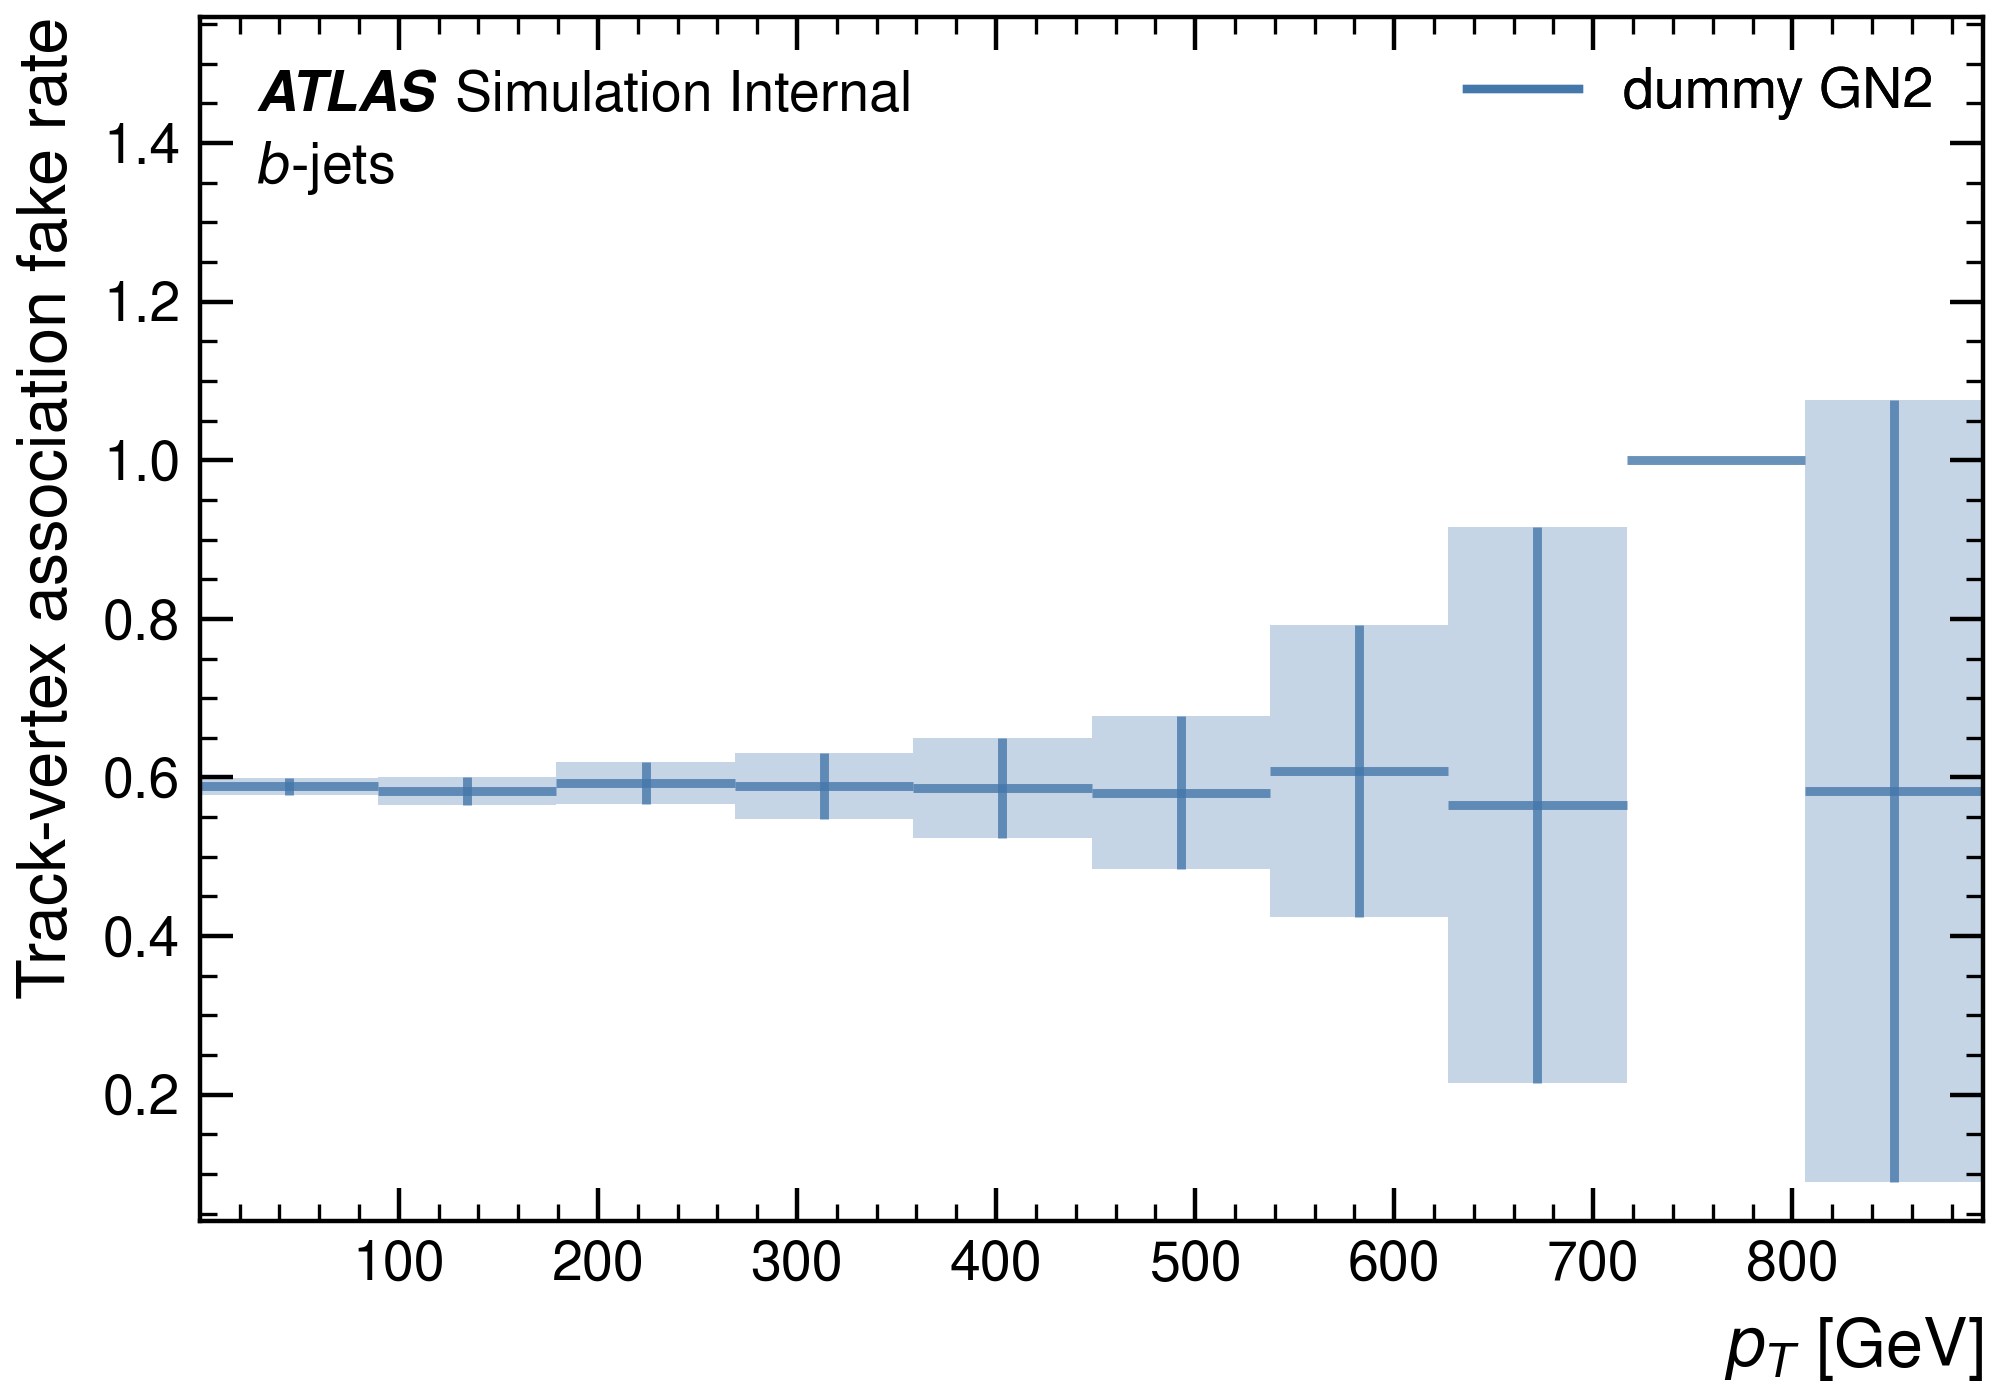 ATLAS Simulation Internal
b-jets
dummy GN2
Track-vertex association fake rate
1.4
1.2
1.0
0.8
0.6
0.4
0.2
100 200 300 400 500 600 700 800
p_T [GeV]